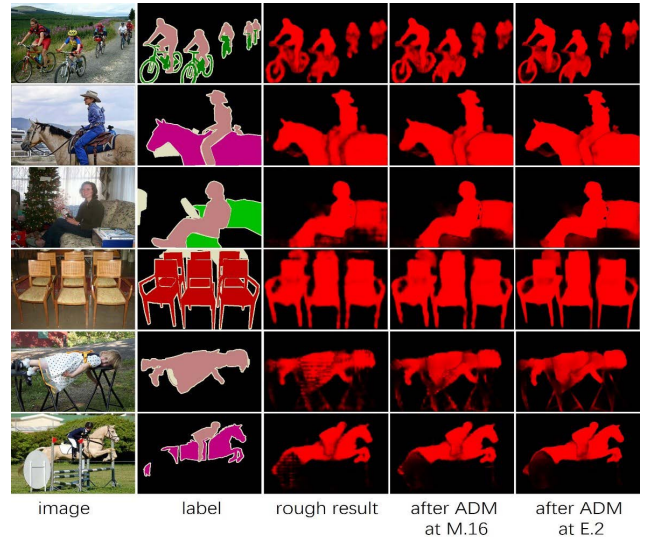 image
label
rough result
after ADM
at M.16
after ADM
at E.2